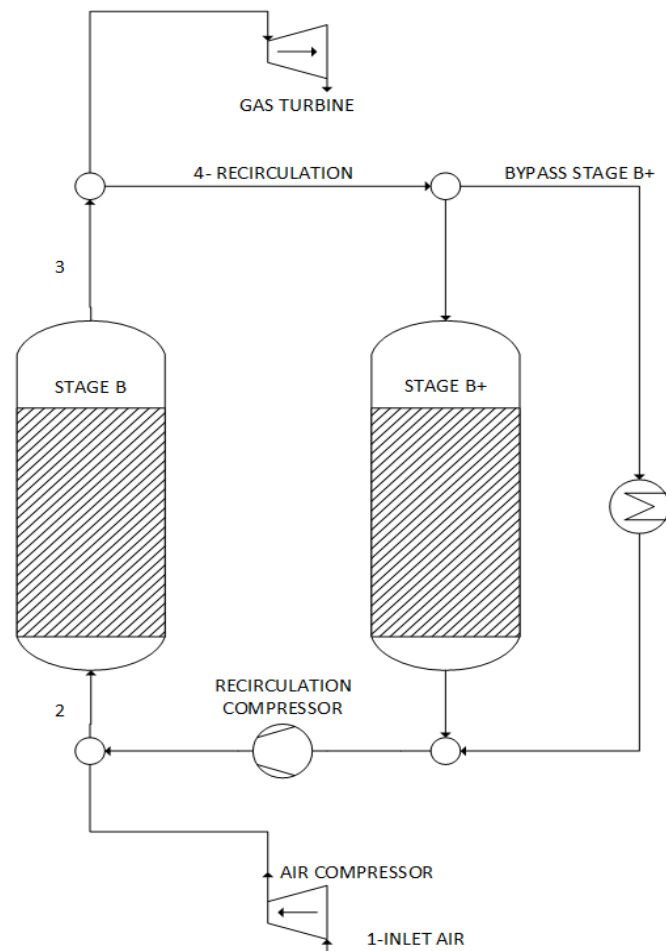 GAS TURBINE
4- RECIRCULATION
BYPASS STAGE B+
3
STAGE B
STAGE B+
RECIRCULATION
COMPRESSOR
2
AIR COMPRESSOR
1-INLET AIR